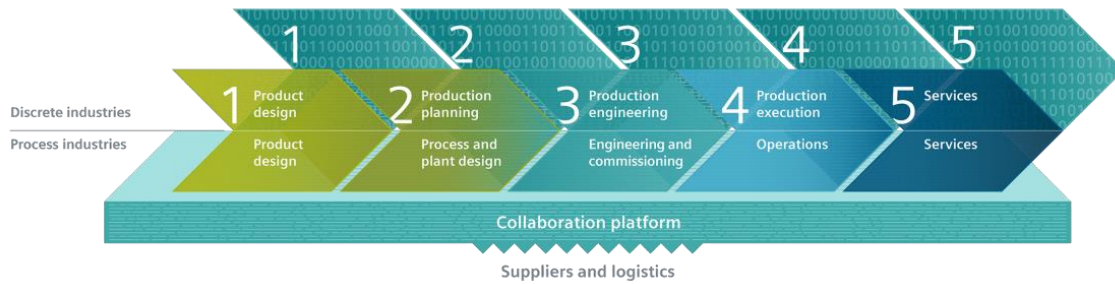 1 2 3 4 5
1 Product design
2 Production planning
3 Production engineering
4 Production execution
5 Services
Discrete industries
Process industries
Product design
Process and plant design
Engineering and commissioning
Operations
Services
Collaboration platform
Suppliers and logistics